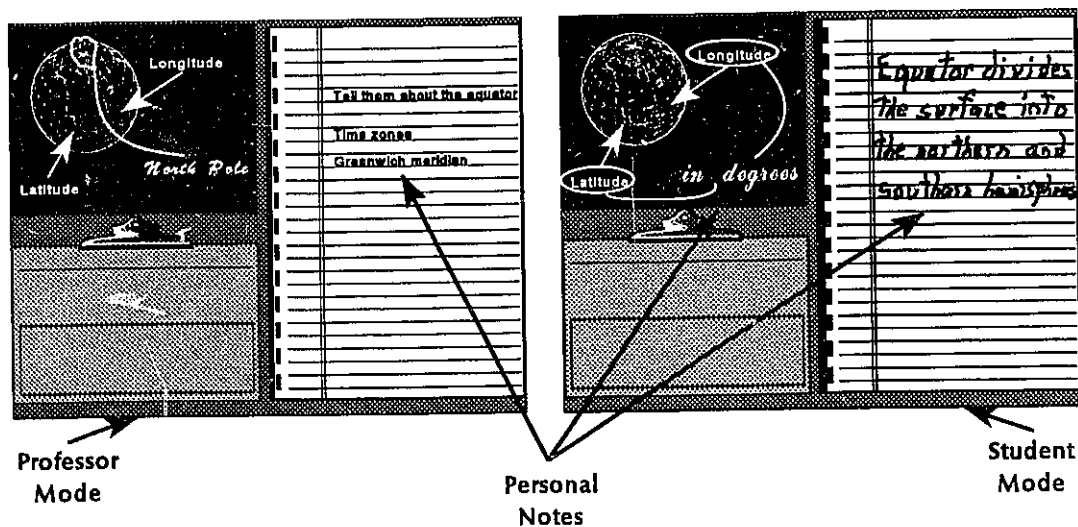 Longitude
North Pole
Latitude
Tell them about the equator
Time zones
Greenwich meridian
Longitude
Latitude
in degrees
Equator divides
the surface into
the northern and
southern hemispheres
Professor
Mode
Personal
Notes
Student
Mode